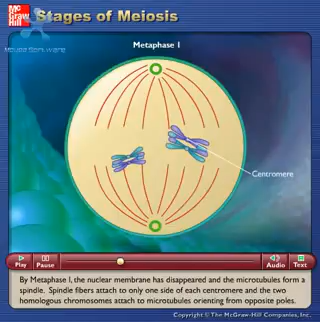 Mc
Graw
Hill
Stages of Meiosis
Metaphase I
Centromere
Play
Pause
Audio
Text
By Metaphase I, the nuclear membrane has disappeared and the microtubules form a
spindle. Spindle fibers attach to only one side of each centromere and the two
homologous chromosomes attach to microtubules orienting from opposite poles.
Copyright © The McGraw-Hill Companies, Inc.